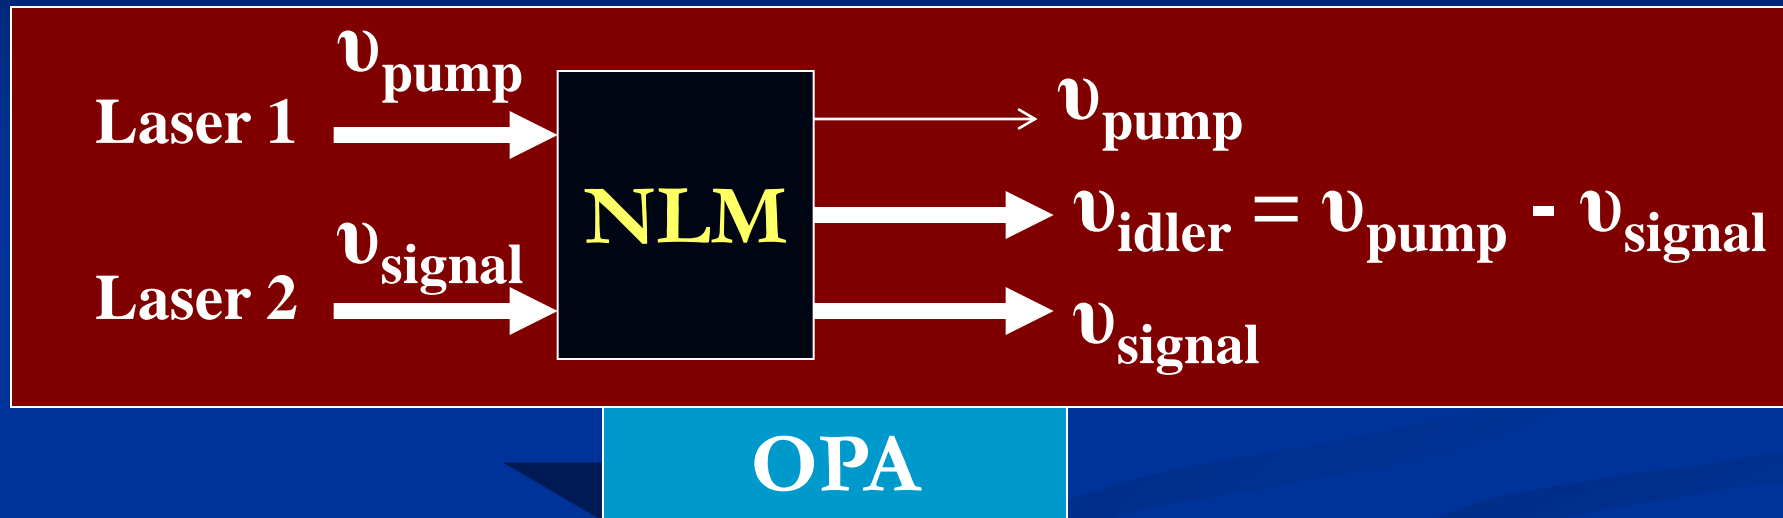 Laser 1
υpump
Laser 2
υsignal
NLM
υpump
υidler = υpump - υsignal
υsignal
OPA